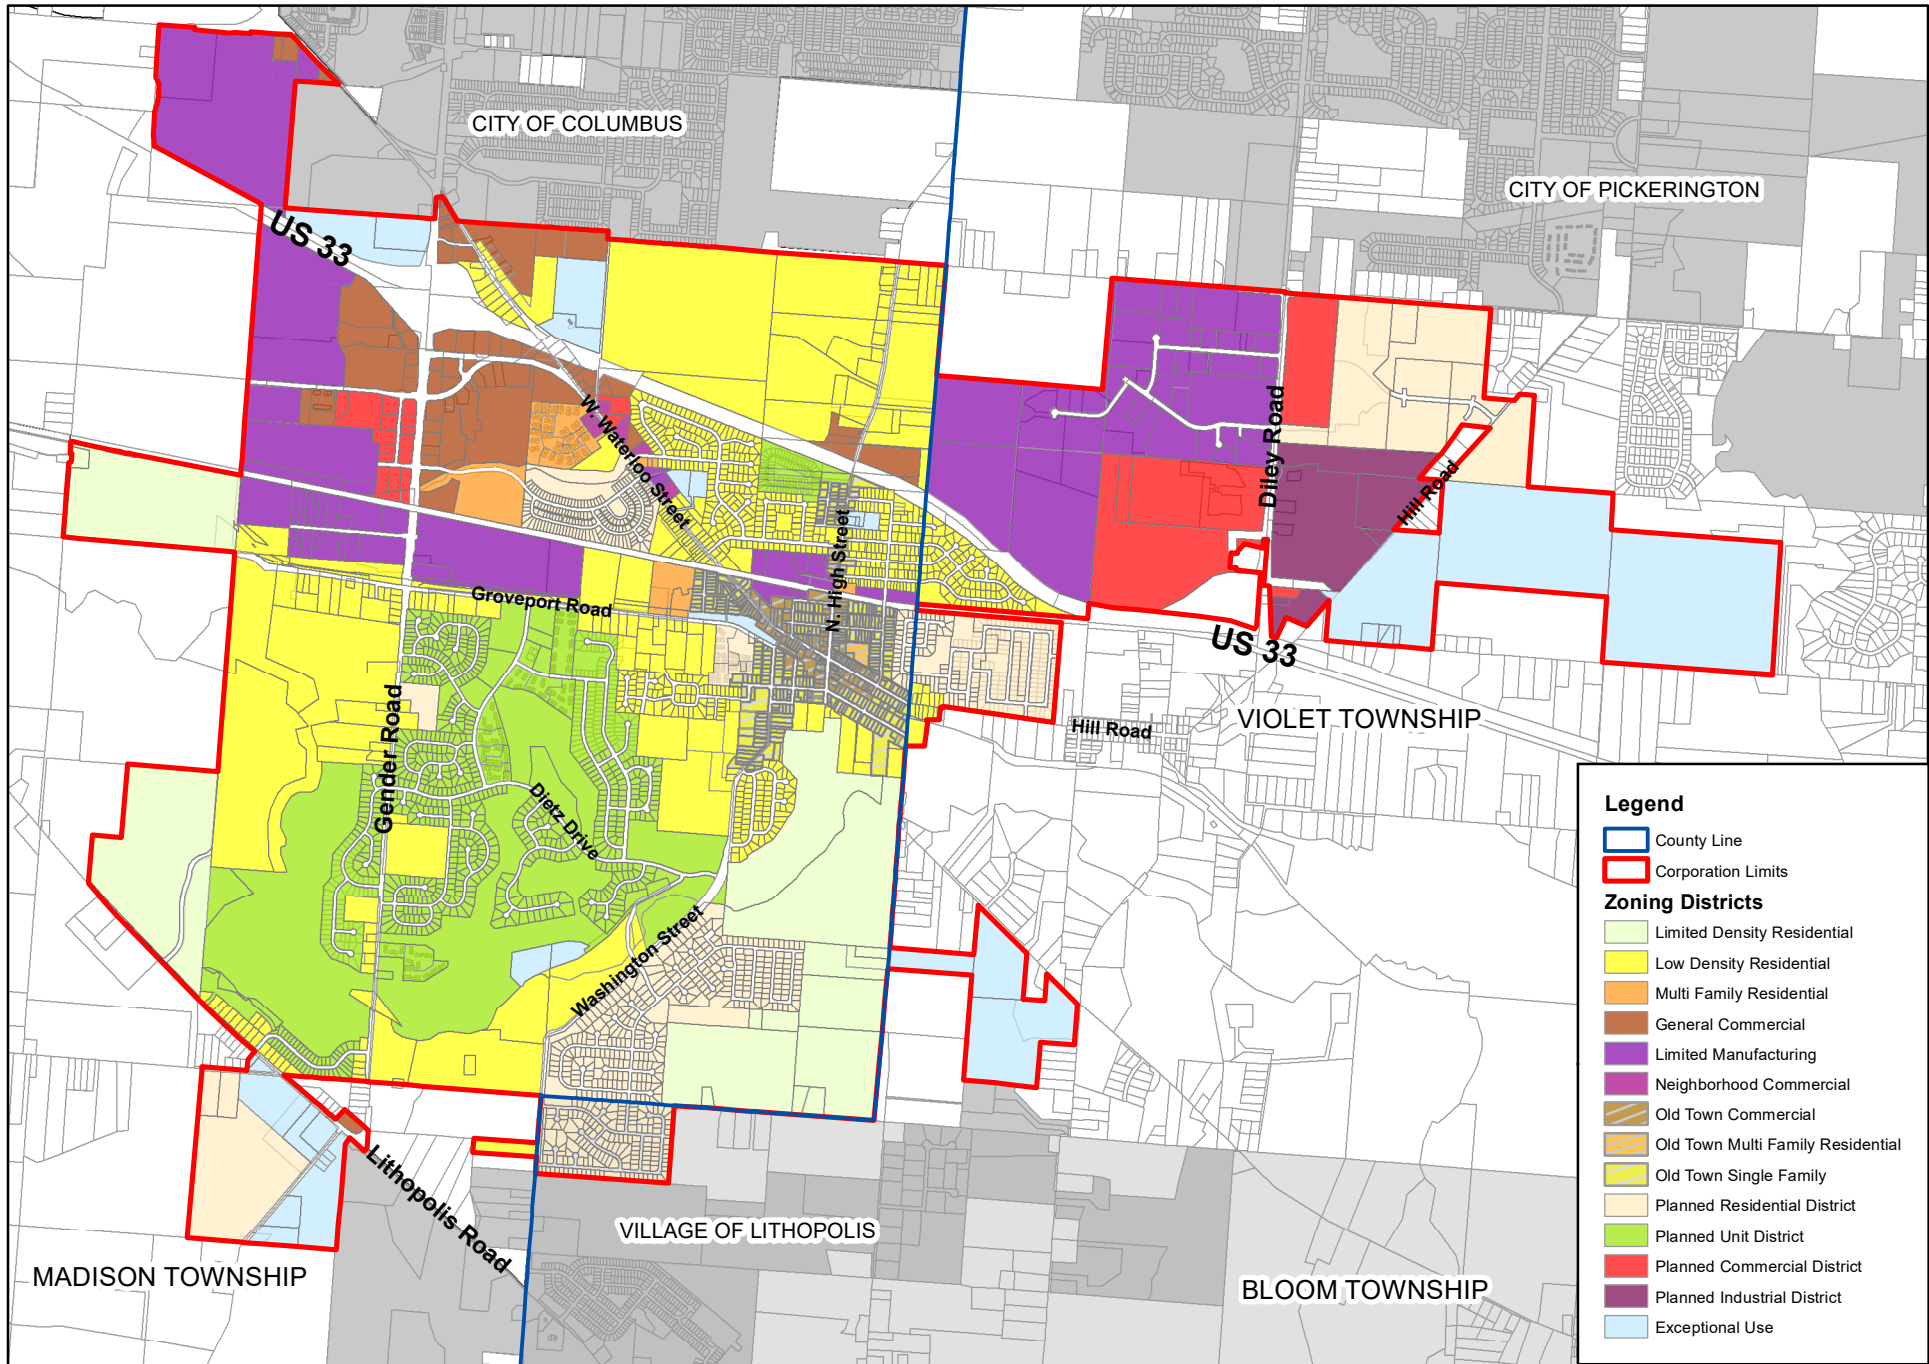 CITY OF COLUMBUS
CITY OF PICKERINGTON
US 33
W. Waterloo Street
Diley Road
Hill Road
N. High Street
Groveport Road
US 33
Gender Road
VIOLET TOWNSHIP
Hill Road
Dietz Drive
Washington Street
Lithopolis Road
VILLAGE OF LITHOPOLIS
MADISON TOWNSHIP
BLOOM TOWNSHIP
Legend
County Line
Corporation Limits
Zoning Districts
Limited Density Residential
Low Density Residential
Multi Family Residential
General Commercial
Limited Manufacturing
Neighborhood Commercial
Old Town Commercial
Old Town Multi Family Residential
Old Town Single Family
Planned Residential District
Planned Unit District
Planned Commercial District
Planned Industrial District
Exceptional Use